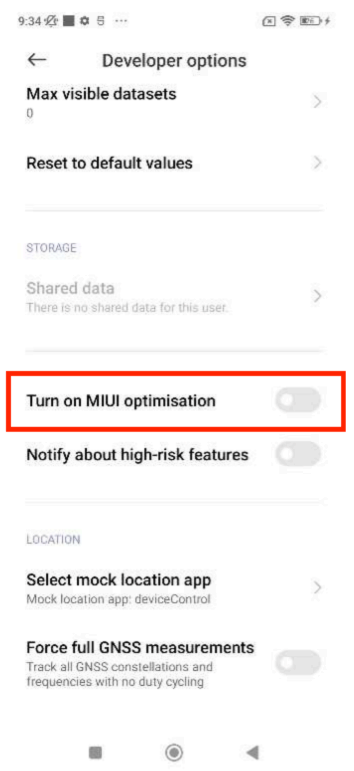 9:34
Developer options
Max visible datasets
0
Reset to default values
STORAGE
Shared data
There is no shared data for this user.
Turn on MIUI optimisation
Notify about high-risk features
LOCATION
Select mock location app
Mock location app: deviceControl
Force full GNSS measurements
Track all GNSS constellations and
frequencies with no duty cycling